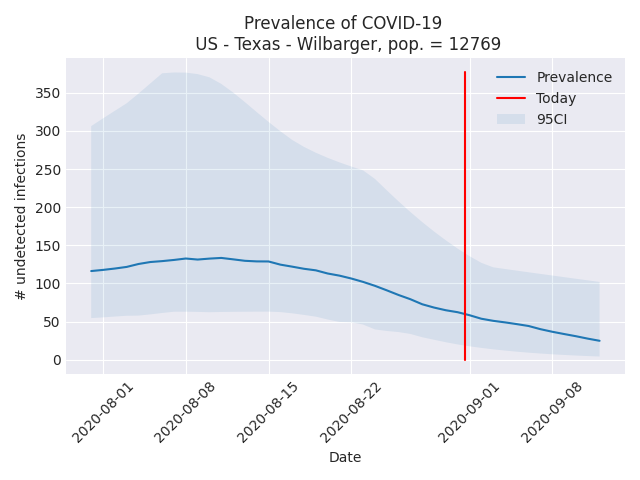 Prevalence of COVID-19
US - Texas - Wilbarger, pop. = 12769
Prevalence
Today
95CI
# undetected infections
350
300
250
200
150
100
50
0
2020-08-01
2020-08-08
2020-08-15
2020-08-22
2020-09-01
2020-09-08
Date